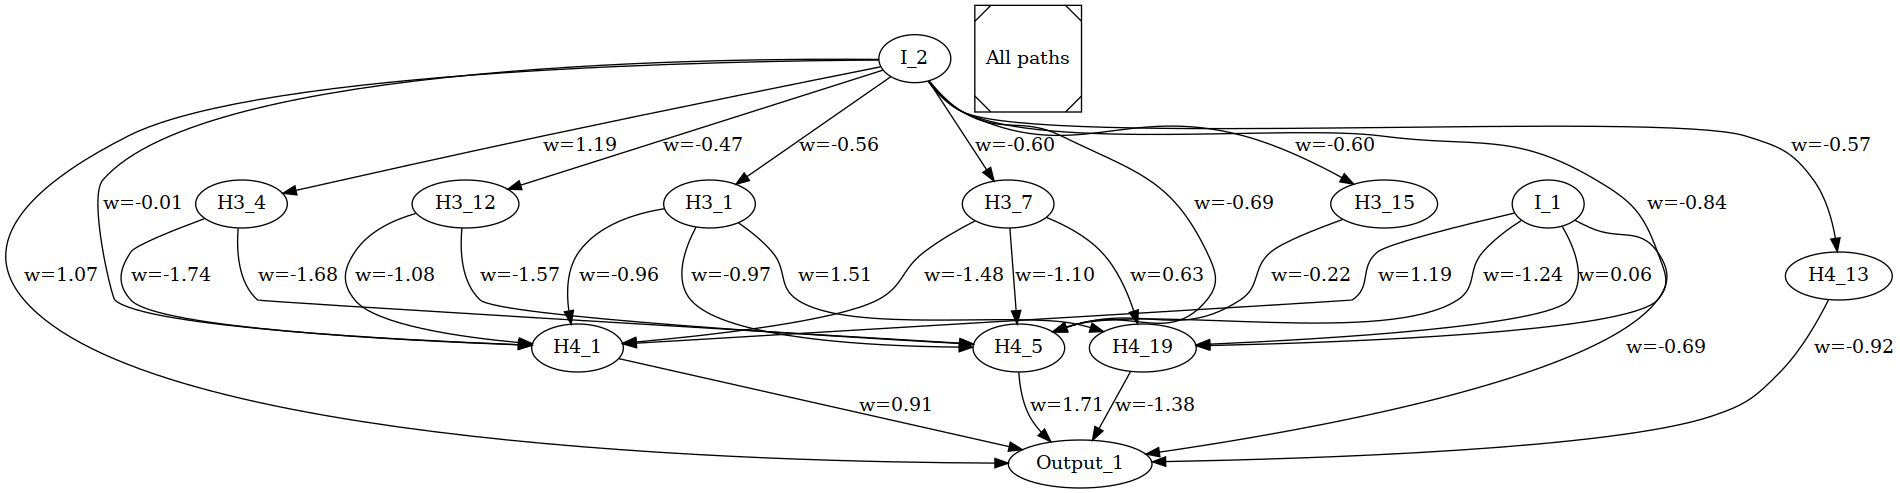 I_2
All paths
w=1.19
w=-0.47
w=-0.56
w=-0.60
w=-0.60
w=-0.57
w=-0.01
H3_4
H3_12
H3_1
H3_7
w=-0.69
H3_15
I_1
w=-0.84
w=1.07
w=-1.74
w=-1.68
w=-1.08
w=-1.57
w=-0.96
w=-0.97
w=1.51
w=-1.48
w=-1.10
w=0.63
w=-0.22
w=1.19
w=-1.24
w=0.06
H4_13
H4_1
H4_5
H4_19
w=-0.69
w=-0.92
w=0.91
w=1.71
w=-1.38
Output_1